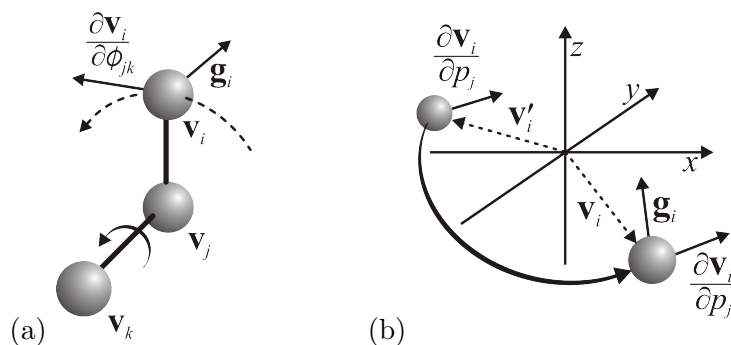 ∂v_i
∂ϕ_jk
g_i
v_i
v_j
v_k
(a)
∂v_i
∂p_j
z
y
v′_i
x
v_i
g_i
∂v_i
∂p_j
(b)